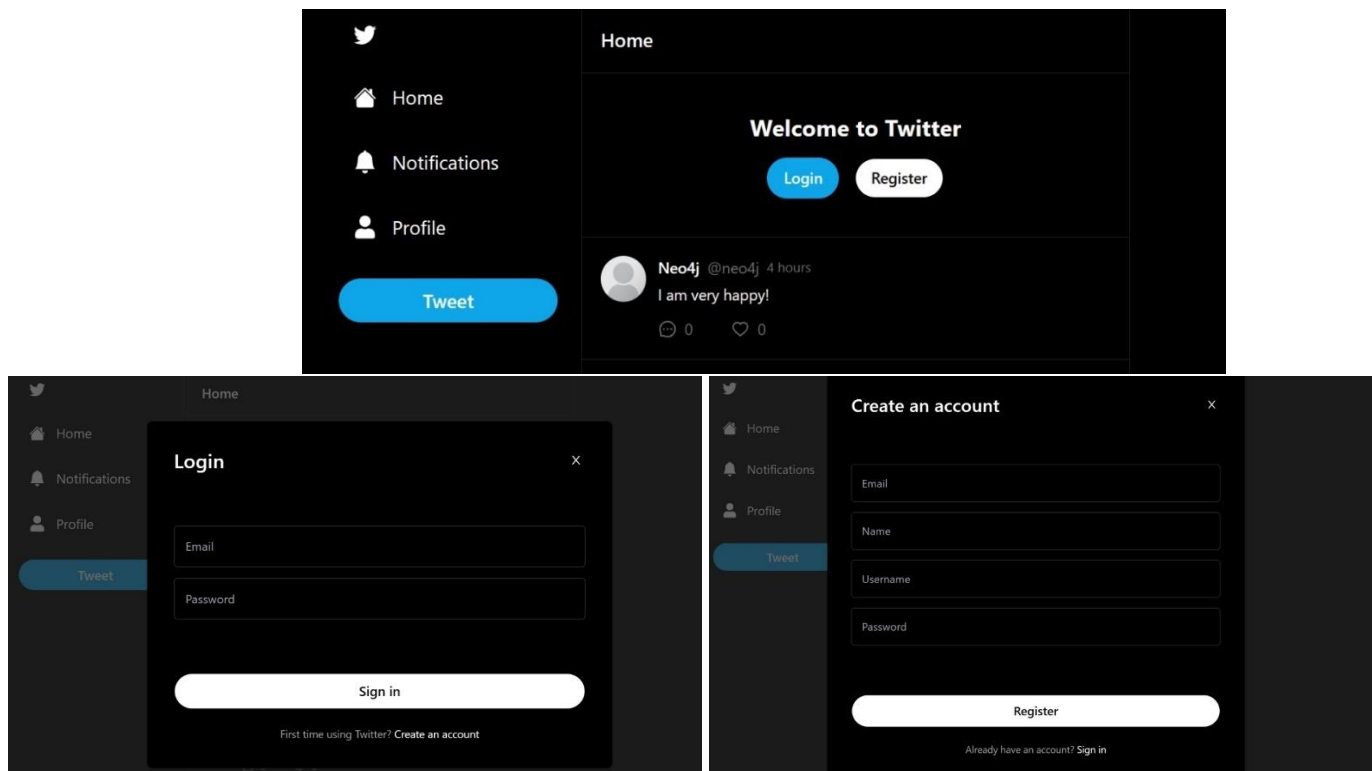 Home
Home
Welcome to Twitter
Login Register
Notifications
Profile
Tweet
Neo4j @neo4j 4 hours
I am very happy!
0 0
Home
Home
Notifications
Profile
Tweet
Login X
Email
Password
Sign in
First time using Twitter? Create an account
Home
Notifications
Profile
Tweet
Create an account X
Email
Name
Username
Password
Register
Already have an account? Sign in